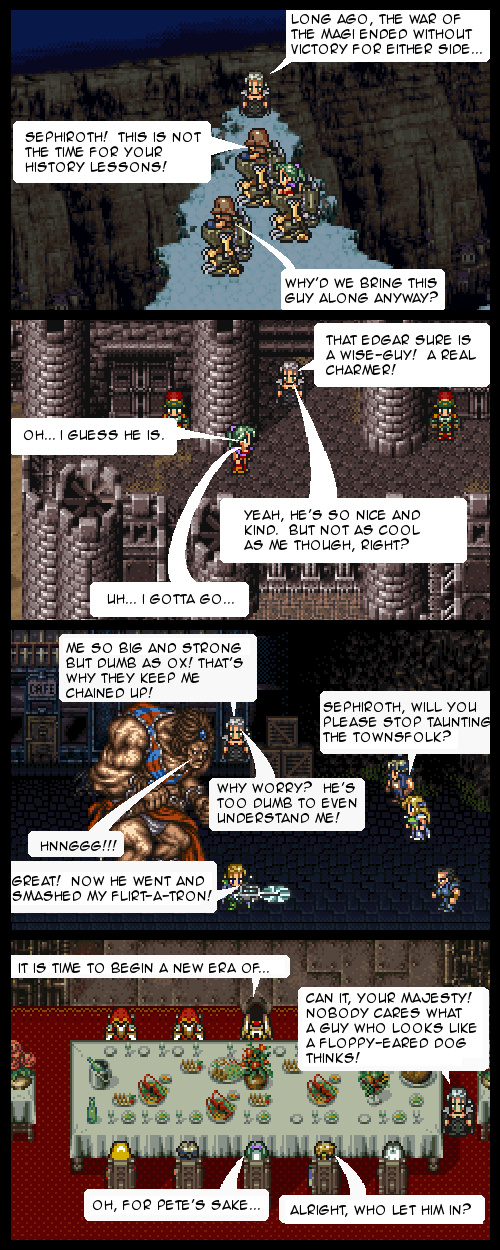 LONG AGO, THE WAR OF
THE MAGI ENDED WITHOUT
VICTORY FOR EITHER SIDE...
SEPHIROTH! THIS IS NOT
THE TIME FOR YOUR
HISTORY LESSONS!
WHY'D WE BRING THIS
GUY ALONG ANYWAY?
THAT EDGAR SURE IS
A WISE-GUY! A REAL
CHARMER!
OH... I GUESS HE IS.
YEAH, HE'S SO NICE AND
KIND. BUT NOT AS COOL
AS ME THOUGH, RIGHT?
UH... I GOTTA GO...
ME SO BIG AND STRONG
BUT DUMB AS OX! THAT'S
WHY THEY KEEP ME
CHAINED UP!
CAFE
SEPHIROTH, WILL YOU
PLEASE STOP TAUNTING
THE TOWNSFOLK?
WHY WORRY? HE'S
TOO DUMB TO EVEN
UNDERSTAND ME!
HNNGGG!!!
GREAT! NOW HE WENT AND
SMASHED MY FLIRT-A-TRON!
IT IS TIME TO BEGIN A NEW ERA OF...
CAN IT, YOUR MAJESTY!
NOBODY CARES WHAT
A GUY WHO LOOKS LIKE
A FLOPPY-EARED DOG
THINKS!
OH, FOR PETE'S SAKE...
ALRIGHT, WHO LET HIM IN?